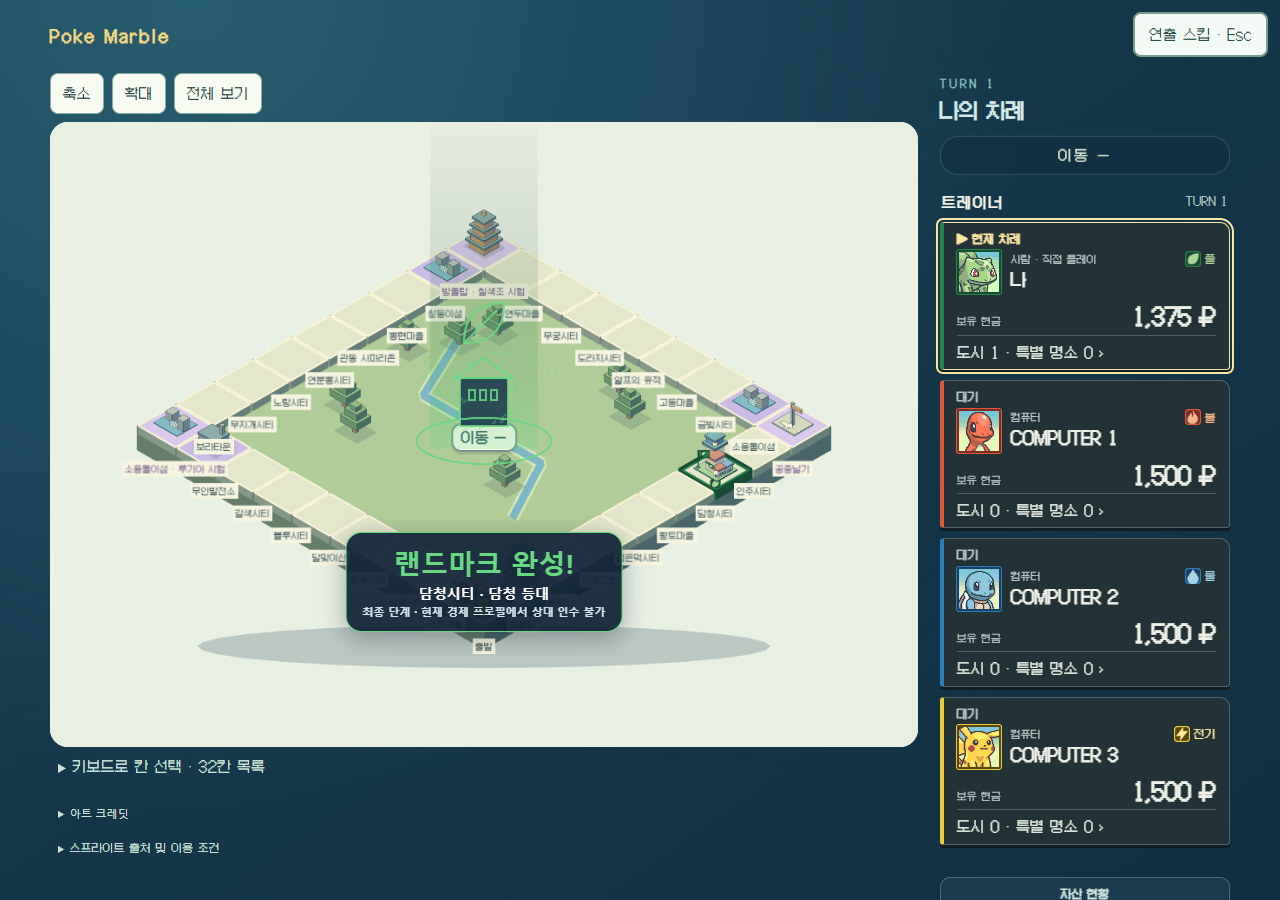 Poke Marble
연출 스킵 · Esc
축소
확대
전체 보기
TURN 1
나의 차례
이동 —
트레이너
TURN 1
▶ 현재 차례
사람 · 직접 플레이
풀
나
보유 현금
1,375 ₽
도시 1 · 특별 명소 0 ›
대기
컴퓨터
불
COMPUTER 1
보유 현금
1,500 ₽
도시 0 · 특별 명소 0 ›
대기
컴퓨터
물
COMPUTER 2
보유 현금
1,500 ₽
도시 0 · 특별 명소 0 ›
대기
컴퓨터
전기
COMPUTER 3
보유 현금
1,500 ₽
도시 0 · 특별 명소 0 ›
자산 현황
방울탑 · 칠색조 시험
쌍둥이섬
연두마을
홍련마을
무궁시티
관동 사파리존
도라지시티
연분홍시티
알프의 유적
노랑시티
고동마을
무지개시티
금빛시티
보라타운
소용돌이섬
소용돌이섬 · 루기아 시험
공중날기
무인발전소
인주시티
갈색시티
담청시티
블루시티
황토마을
달맞이산
검은먹시티
이동 —
랜드마크 완성!
담청시티 · 담청 등대
최종 단계 · 현재 경제 프로필에서 상대 인수 불가
출발
▶ 키보드로 칸 선택 · 32칸 목록
▶ 아트 크레딧
▶ 스프라이트 출처 및 이용 조건